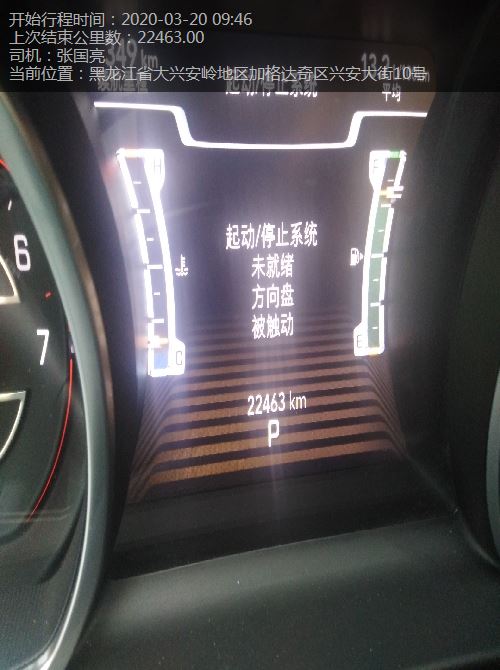 开始行程时间：2020-03-20 09:46
上次结束公里数：22463.00
司机：张国亮
当前位置：黑龙江省大兴安岭地区加格达奇区兴安大街10号
平均
H
F
6
起动/停止系统
未就绪
方向盘
被触动
7
C
E
22463 km
P